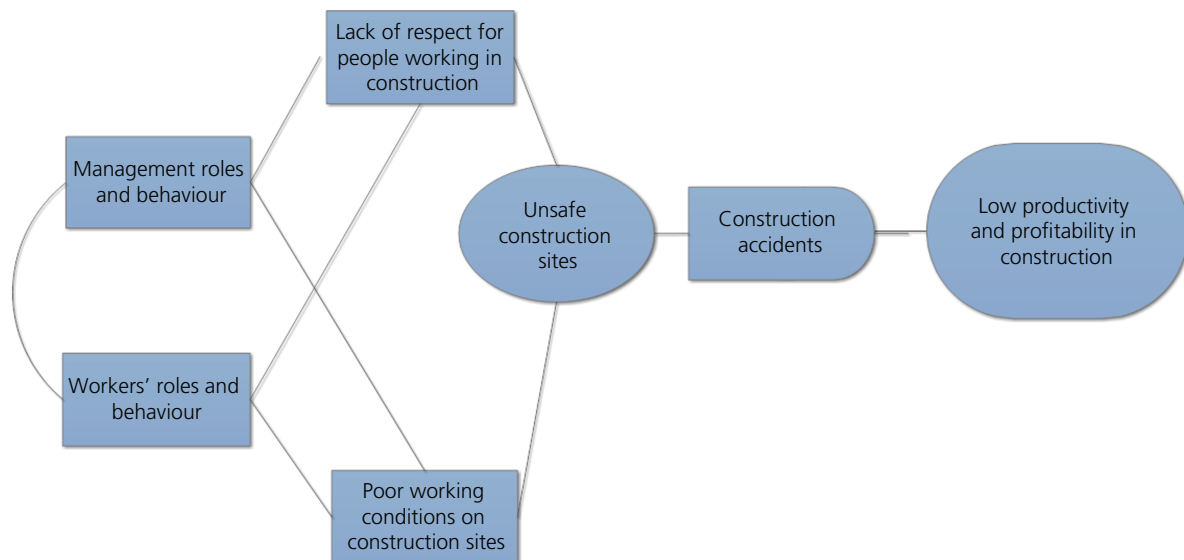 Lack of respect for
people working in
construction
Management roles
and behaviour
Unsafe
construction
sites
Construction
accidents
Low productivity
and profitability in
construction
Workers’ roles and
behaviour
Poor working
conditions on
construction sites